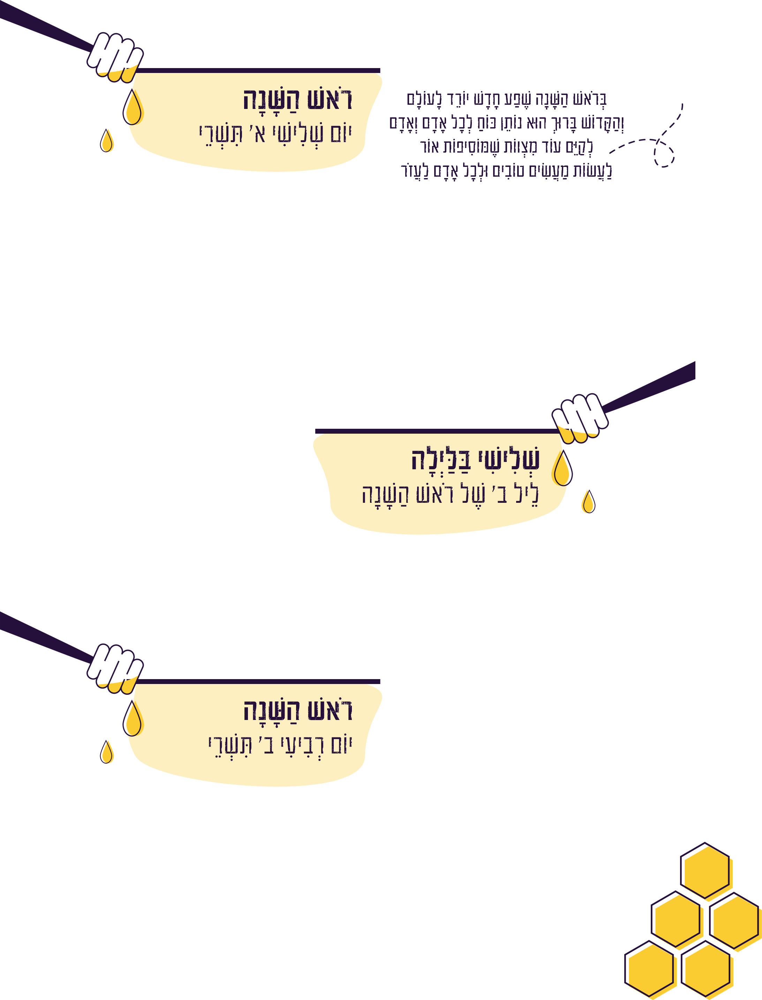 רֹאשׁ הַשָּׁנָה
יוֹם שְׁלִישִׁי א' תִּשְׁרֵי
בְּרֹאשׁ הַשָּׁנָה שֶׁפַע חָדָשׁ יוֹרֵד לָעוֹלָם
וְהַקָּדוֹשׁ בָּרוּךְ הוּא נוֹתֵן כּוֹחַ לְכָל אָדָם וְאָדָם
לְקַיֵּם עוֹד מִצְווֹת שֶׁמּוֹסִיפוֹת אוֹר
לַעֲשׂוֹת מַעֲשִׂים טוֹבִים וּלְכָל אָדָם לַעֲזֹר
שְׁלִישִׁי בַּלַּיְלָה
לֵיל ב' שֶׁל רֹאשׁ הַשָׁנָה
רֹאשׁ הַשָּׁנָה
יוֹם רְבִיעִי ב' תִּשְׁרֵי